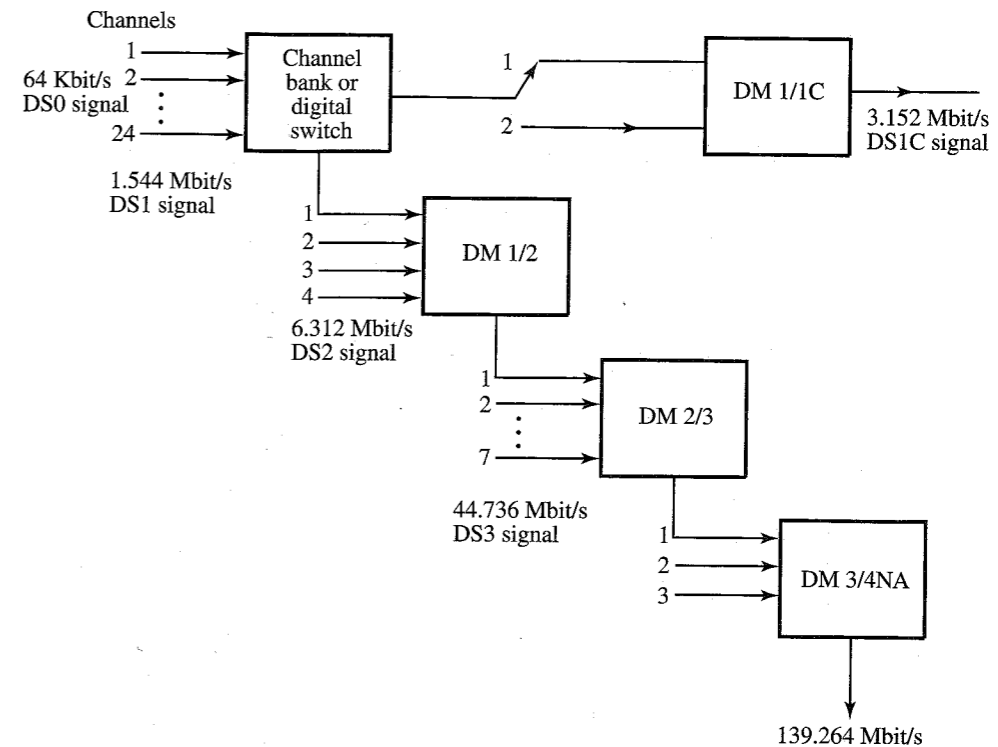 Channels
1
64 Kbit/s 2
DS0 signal
24
Channel
bank or
digital
switch
1
2
DM 1/1C
3.152 Mbit/s
DS1C signal
1.544 Mbit/s
DS1 signal
1
2
3
4
DM 1/2
6.312 Mbit/s
DS2 signal
1
2
7
DM 2/3
44.736 Mbit/s
DS3 signal
1
2
3
DM 3/4NA
139.264 Mbit/s